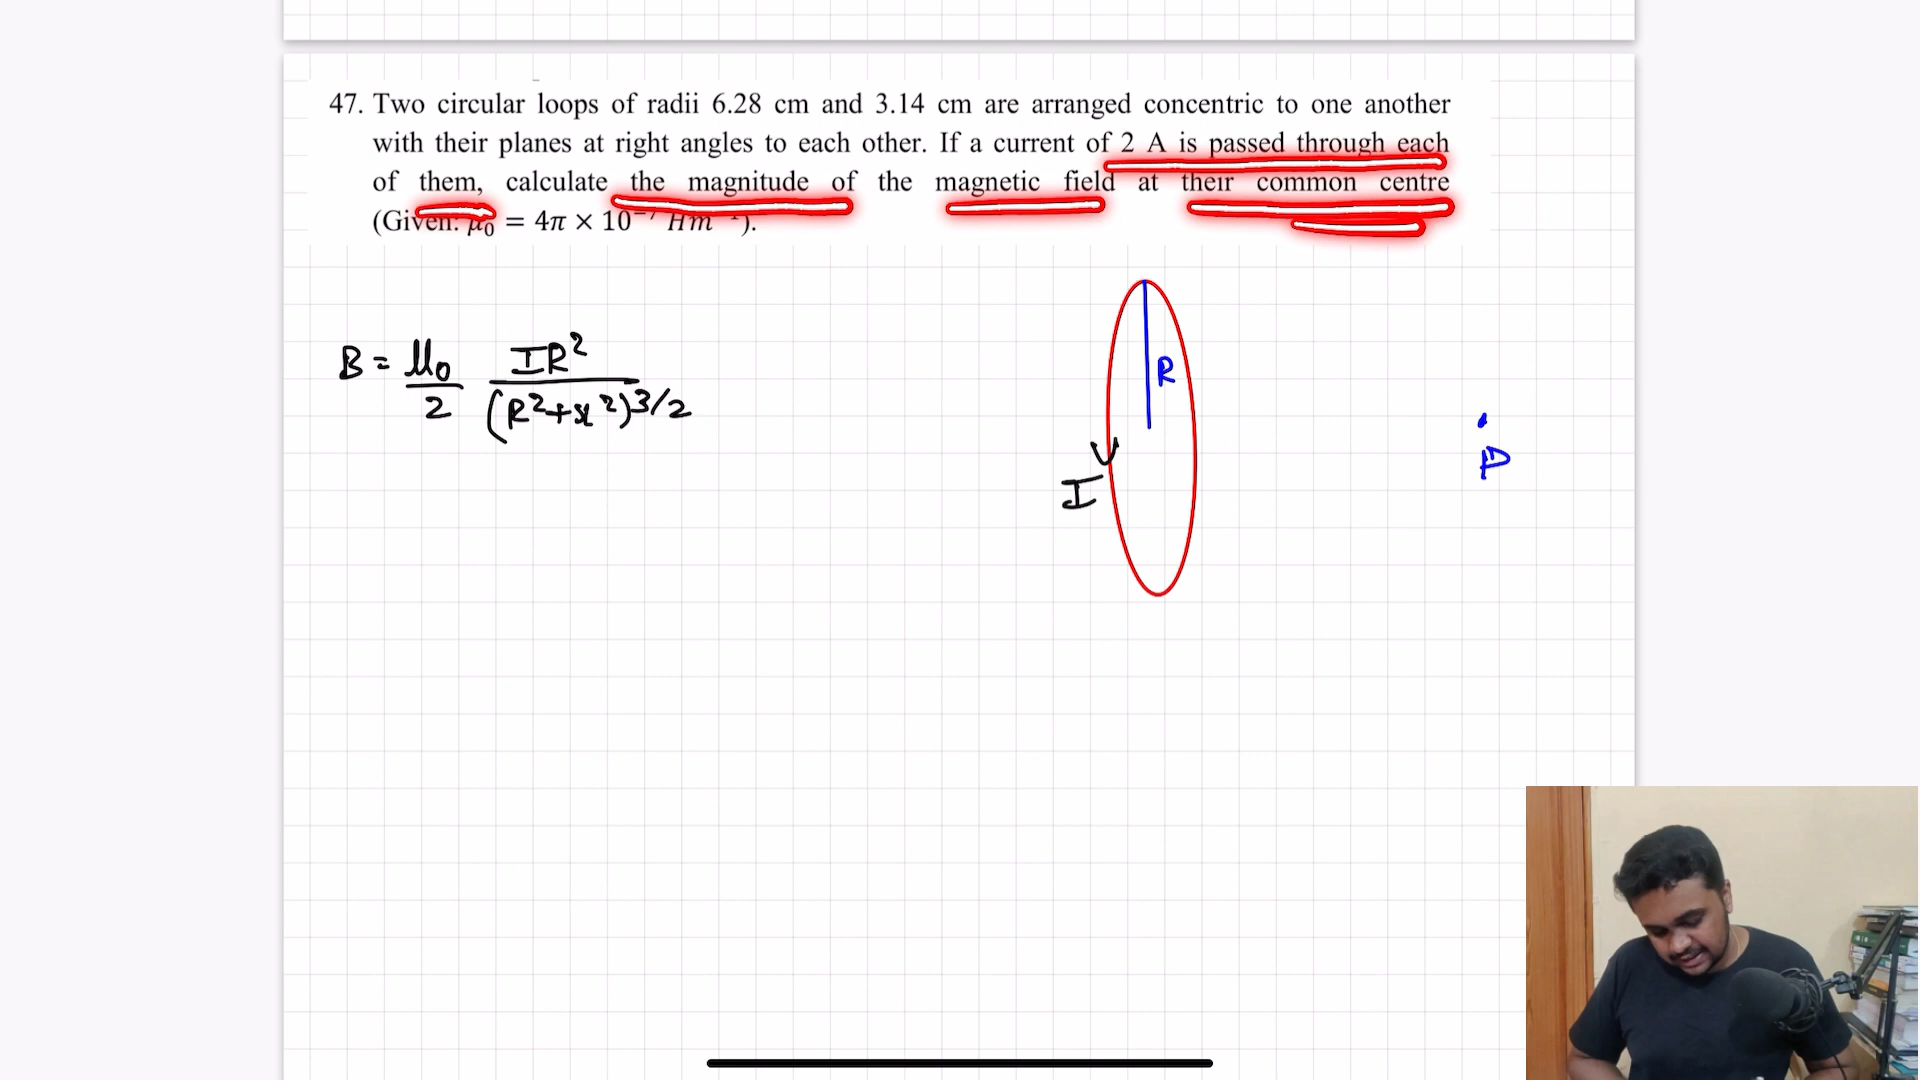 47. Two circular loops of radii 6.28 cm and 3.14 cm are arranged concentric to one another
with their planes at right angles to each other. If a current of 2 A is passed through each
of them, calculate the magnitude of the magnetic field at their common centre
(Given: μ₀ = 4π × 10⁻⁷ Hm⁻¹).
B = μ₀/2 IR²/(R²+x²)^3/2
R
I
P